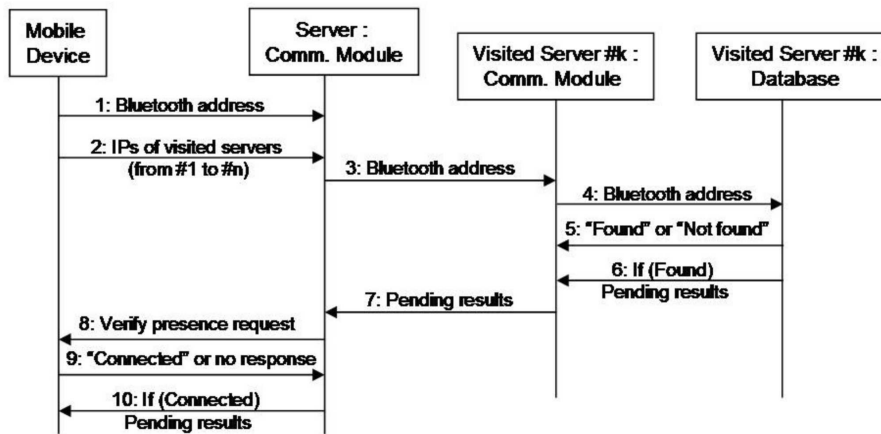 Mobile
Device
Server :
Comm. Module
Visited Server #k :
Comm. Module
Visited Server #k :
Database
1: Bluetooth address
2: IPs of visited servers
(from #1 to #n)
3: Bluetooth address
4: Bluetooth address
5: “Found” or “Not found”
6: If (Found)
Pending results
7: Pending results
8: Verify presence request
9: “Connected” or no response
10: If (Connected)
Pending results